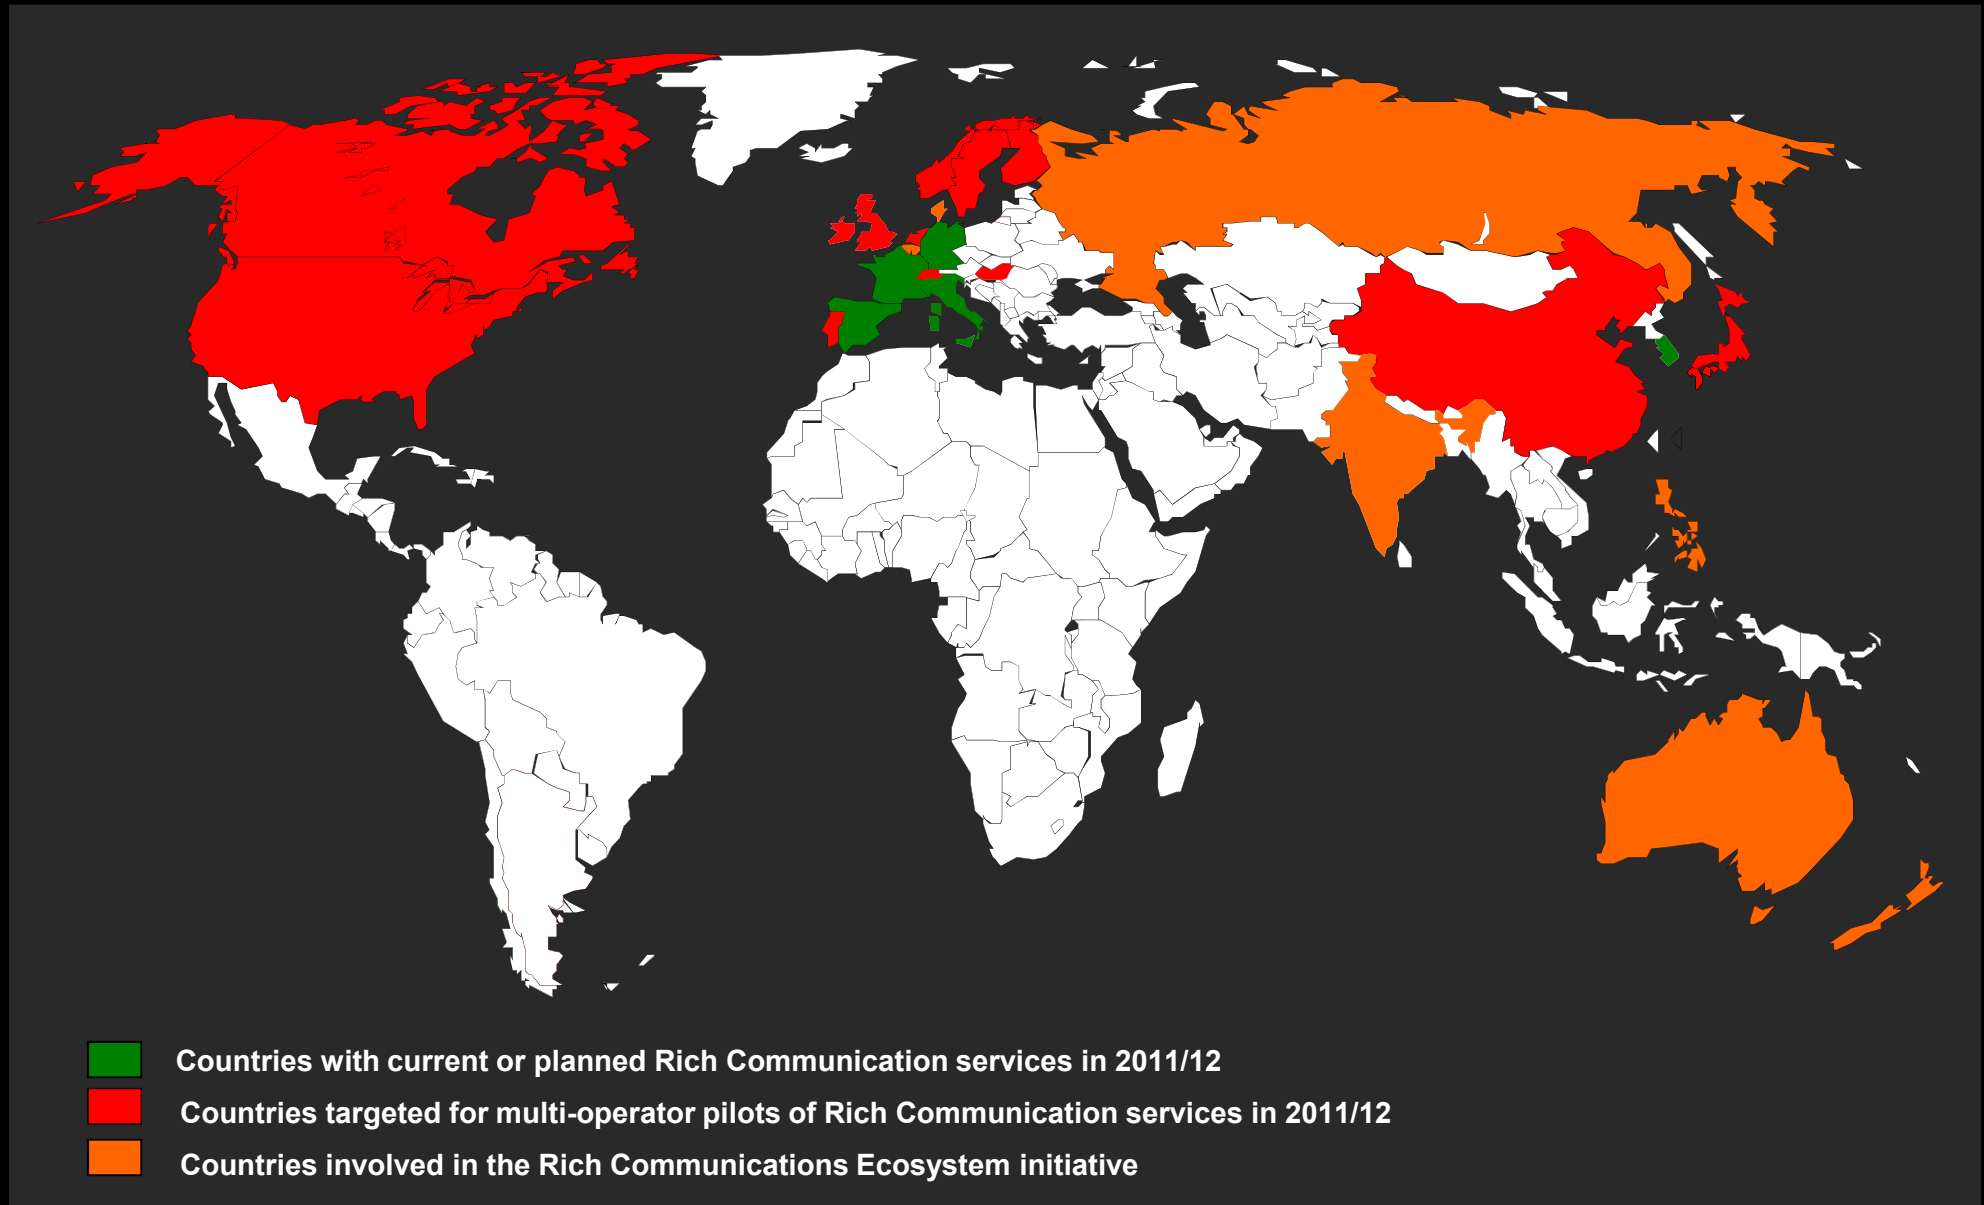 Countries with current or planned Rich Communication services in 2011/12
Countries targeted for multi-operator pilots of Rich Communication services in 2011/12
Countries involved in the Rich Communications Ecosystem initiative